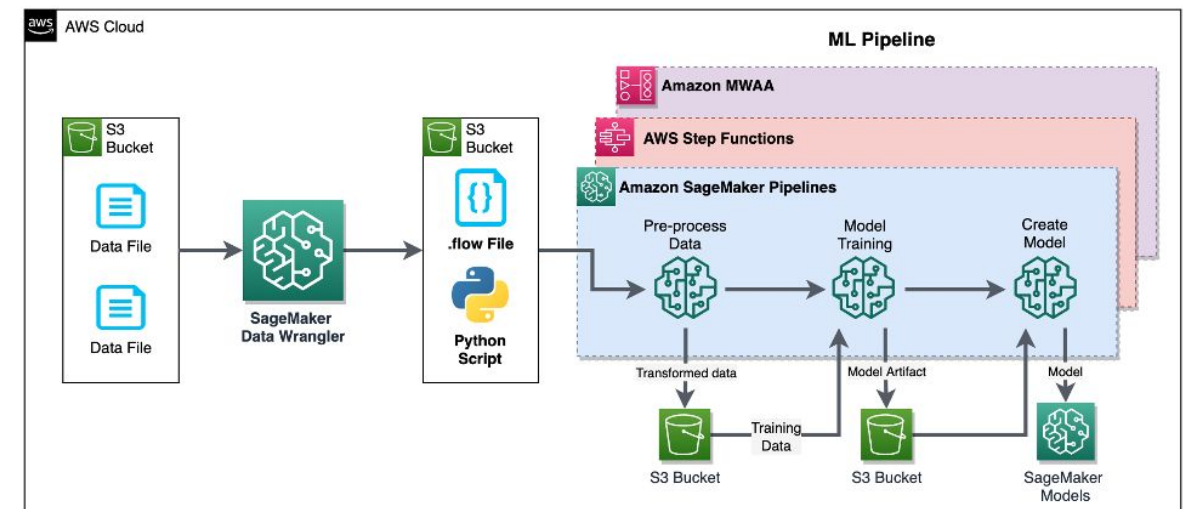 aws
AWS Cloud
ML Pipeline
Amazon MWAA
AWS Step Functions
Amazon SageMaker Pipelines
S3
Bucket
Data File
Data File
SageMaker
Data Wrangler
S3
Bucket
{}
.flow File
Python
Script
Pre-process
Data
Model
Training
Create
Model
Transformed data
Model Artifact
Model
Training
Data
S3 Bucket
S3 Bucket
SageMaker
Models